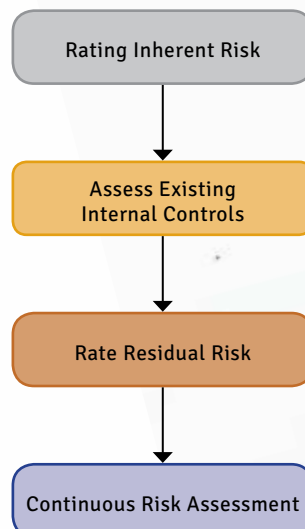 Rating Inherent Risk
Assess Existing
Internal Controls
Rate Residual Risk
Continuous Risk Assessment